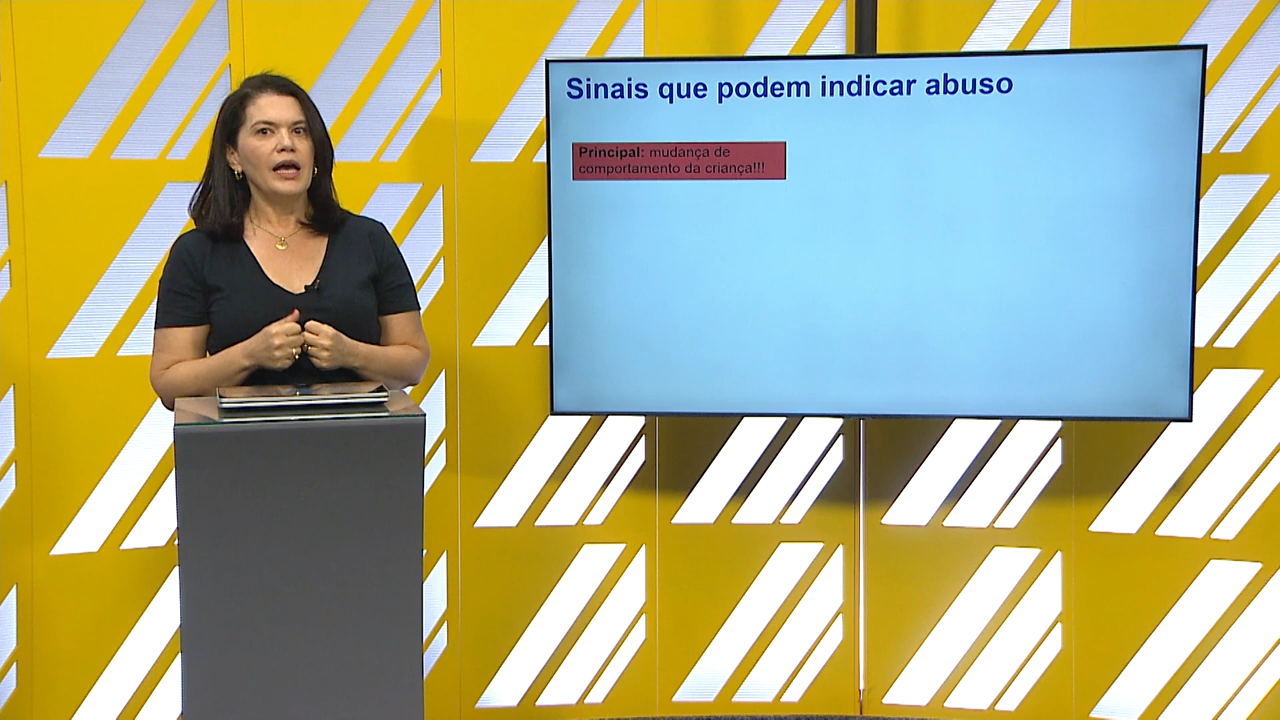 Sinais que podem indicar abuso
Principal: mudança de
comportamento da criança!!!